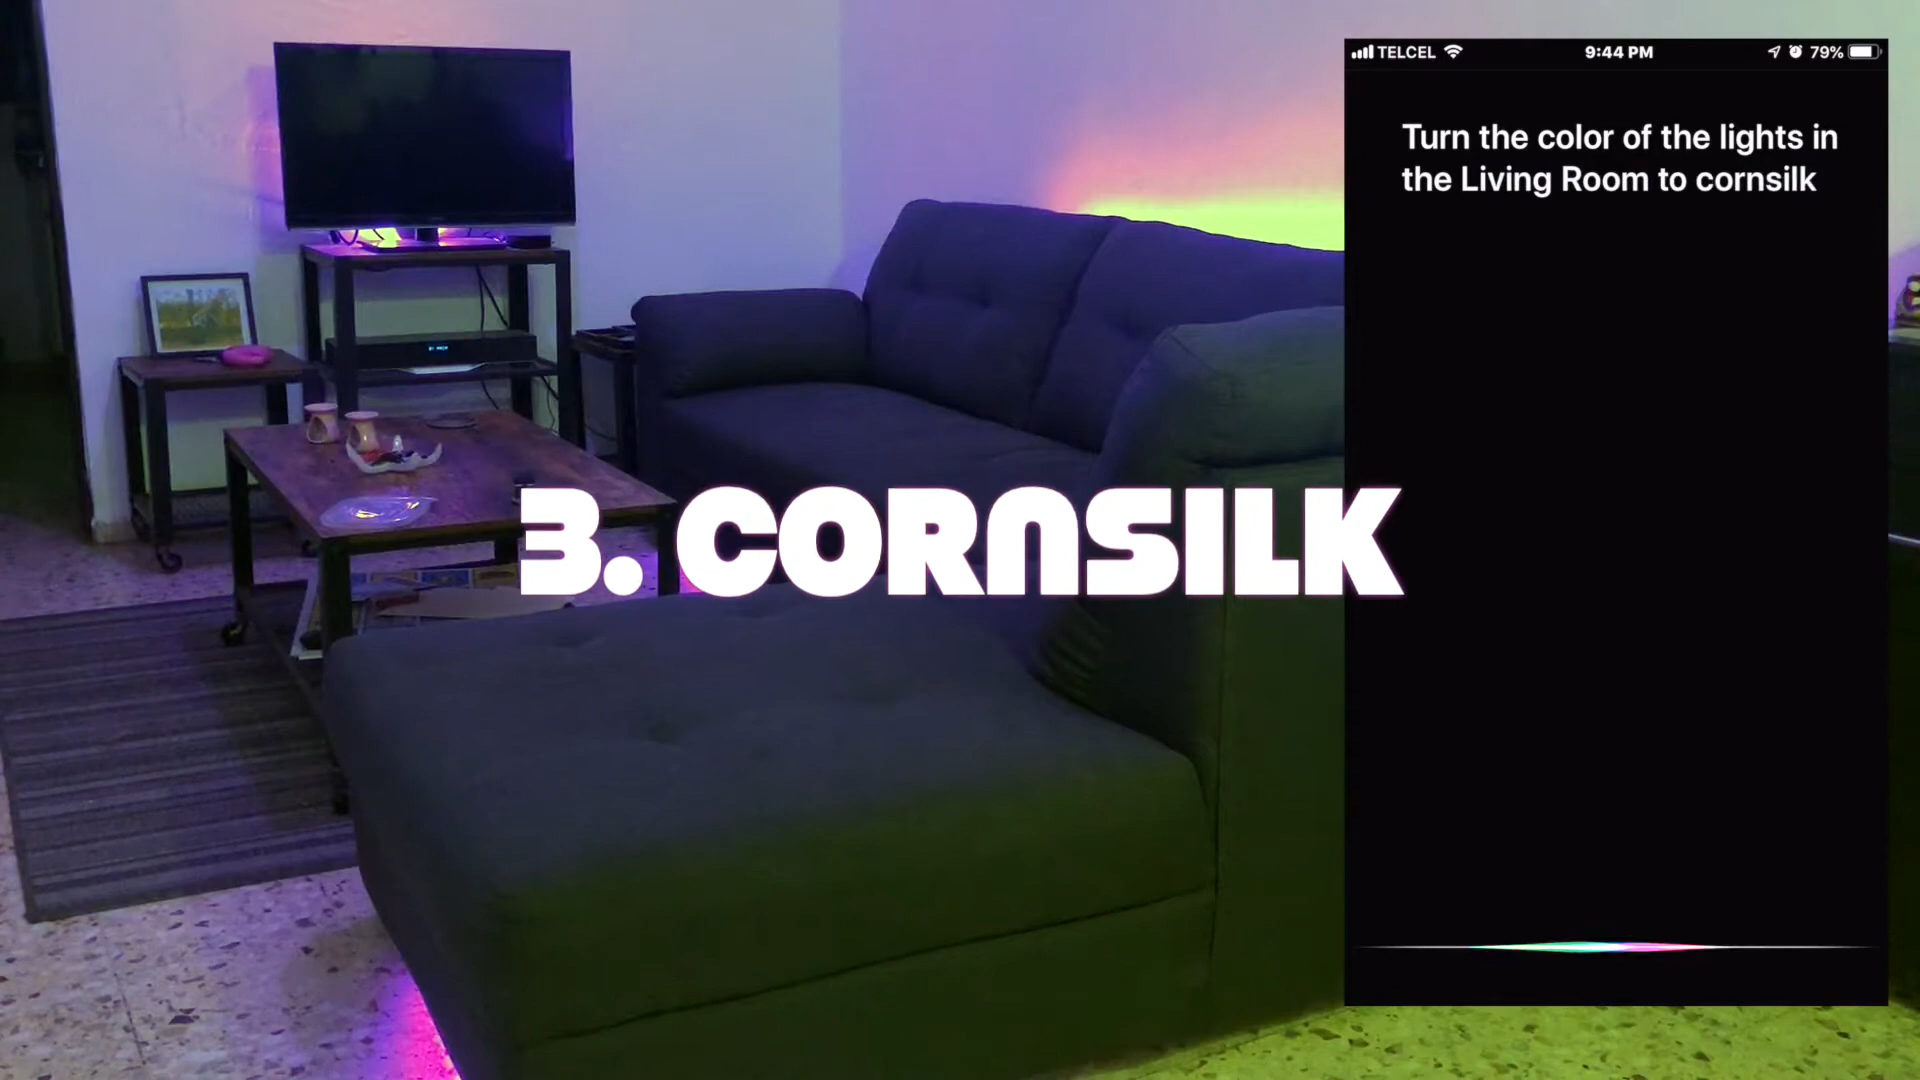 TELCEL 9:44 PM 79%
Turn the color of the lights in
the Living Room to cornsilk
3. CORNSILK